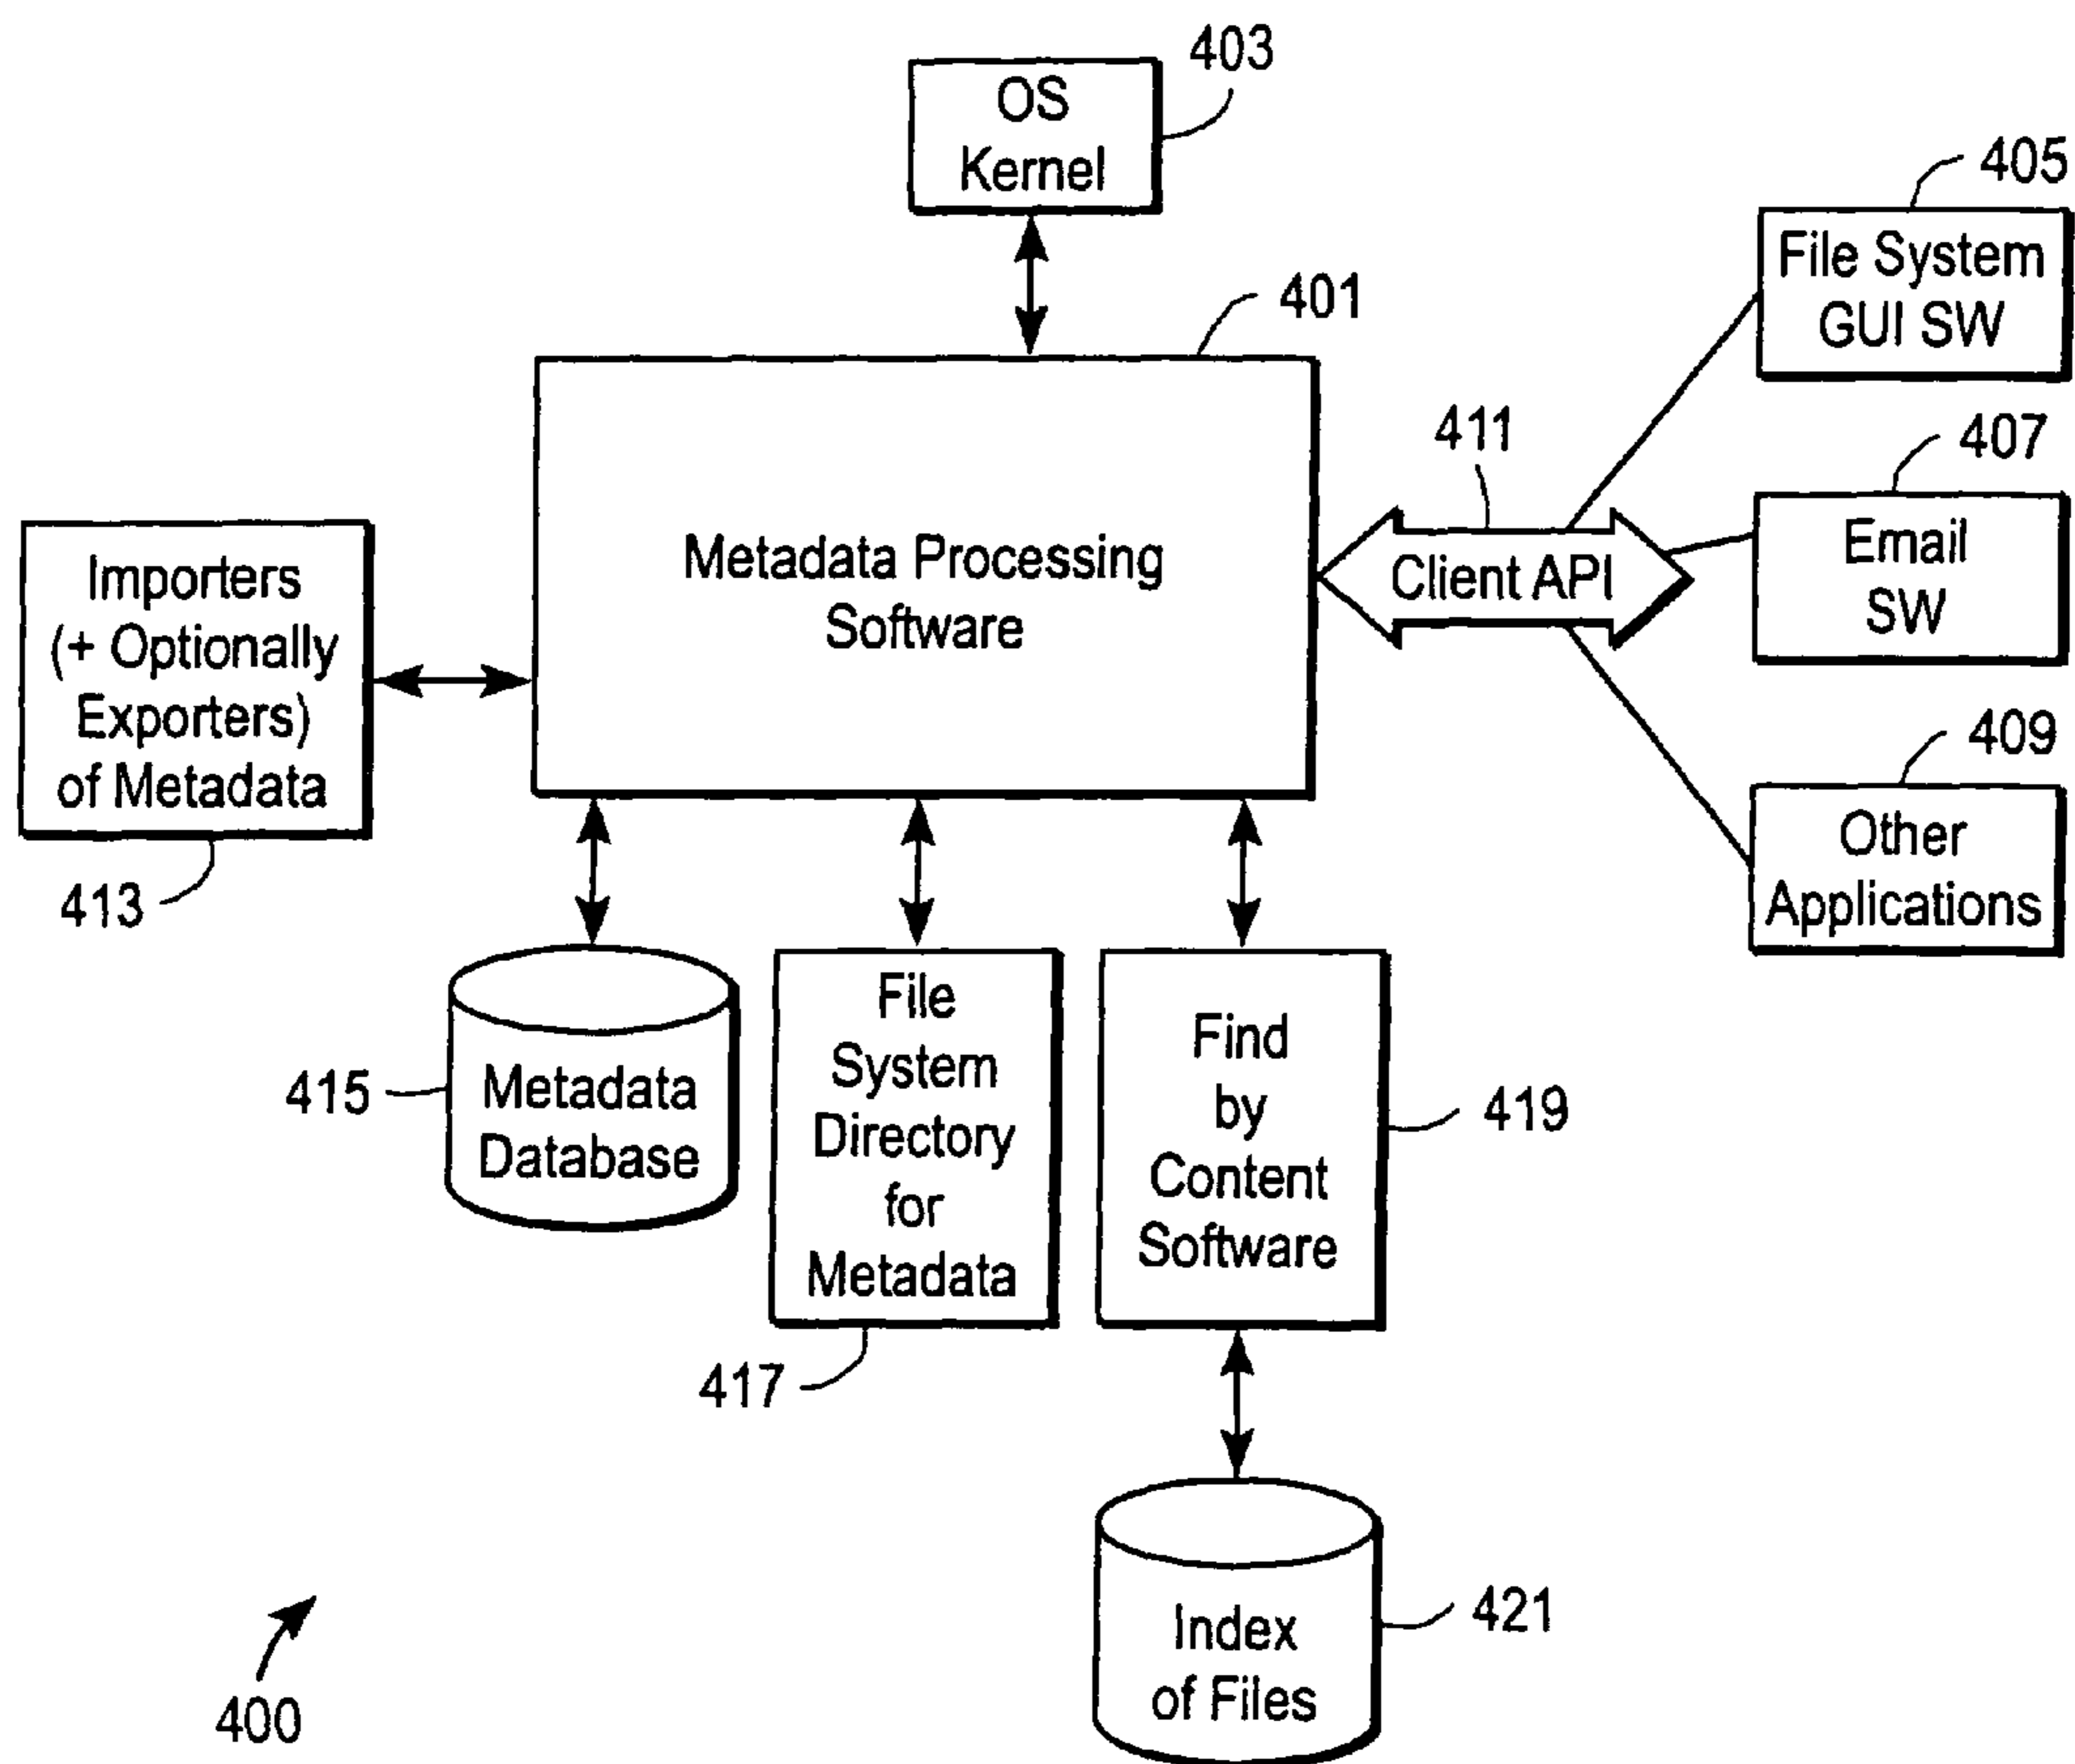 403
OS
Kernel
405
File System
GUI SW
401
411
407
Email
SW
Client API
Metadata Processing
Software
Importers
(+ Optionally
Exporters)
of Metadata
413
409
Other
Applications
415
Metadata
Database
File
System
Directory
for
Metadata
417
Find
by
Content
Software
419
Index
of Files
421
400